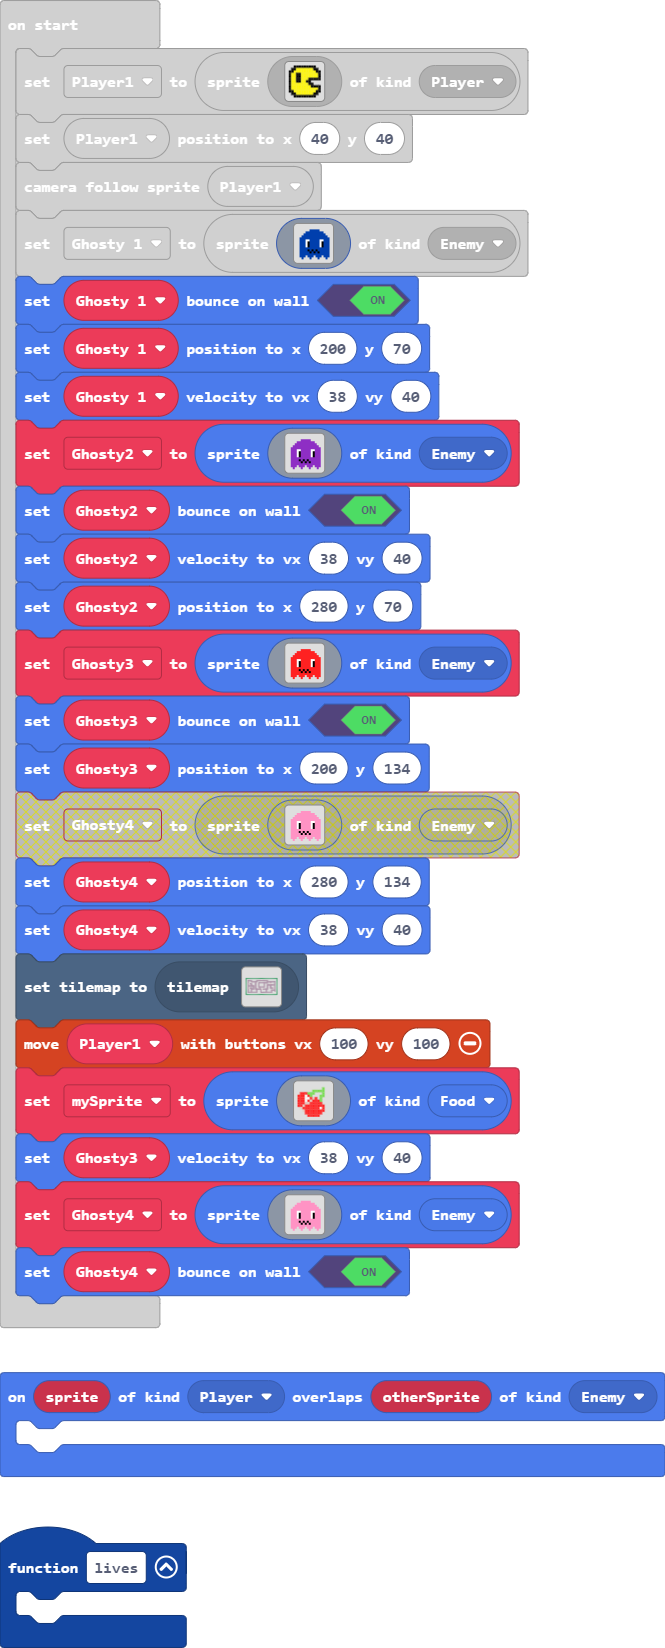 on start
set Player1 to sprite of kind Player
set Player1 position to x 40 y 40
camera follow sprite Player1
set Ghosty 1 to sprite of kind Enemy
set Ghosty 1 bounce on wall ON
set Ghosty 1 position to x 200 y 70
set Ghosty 1 velocity to vx 38 vy 40
set Ghosty2 to sprite of kind Enemy
set Ghosty2 bounce on wall ON
set Ghosty2 velocity to vx 38 vy 40
set Ghosty2 position to x 280 y 70
set Ghosty3 to sprite of kind Enemy
set Ghosty3 bounce on wall ON
set Ghosty3 position to x 200 y 134
set Ghosty4 to sprite of kind Enemy
set Ghosty4 position to x 280 y 134
set Ghosty4 velocity to vx 38 vy 40
set tilemap to tilemap
move Player1 with buttons vx 100 vy 100
set mySprite to sprite of kind Food
set Ghosty3 velocity to vx 38 vy 40
set Ghosty4 to sprite of kind Enemy
set Ghosty4 bounce on wall ON
on sprite of kind Player overlaps otherSprite of kind Enemy
function lives